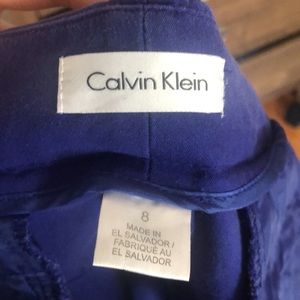 Calvin Klein
8
MADE IN
EL SALVADOR /
FABRIQUÉ AU
EL SALVADOR